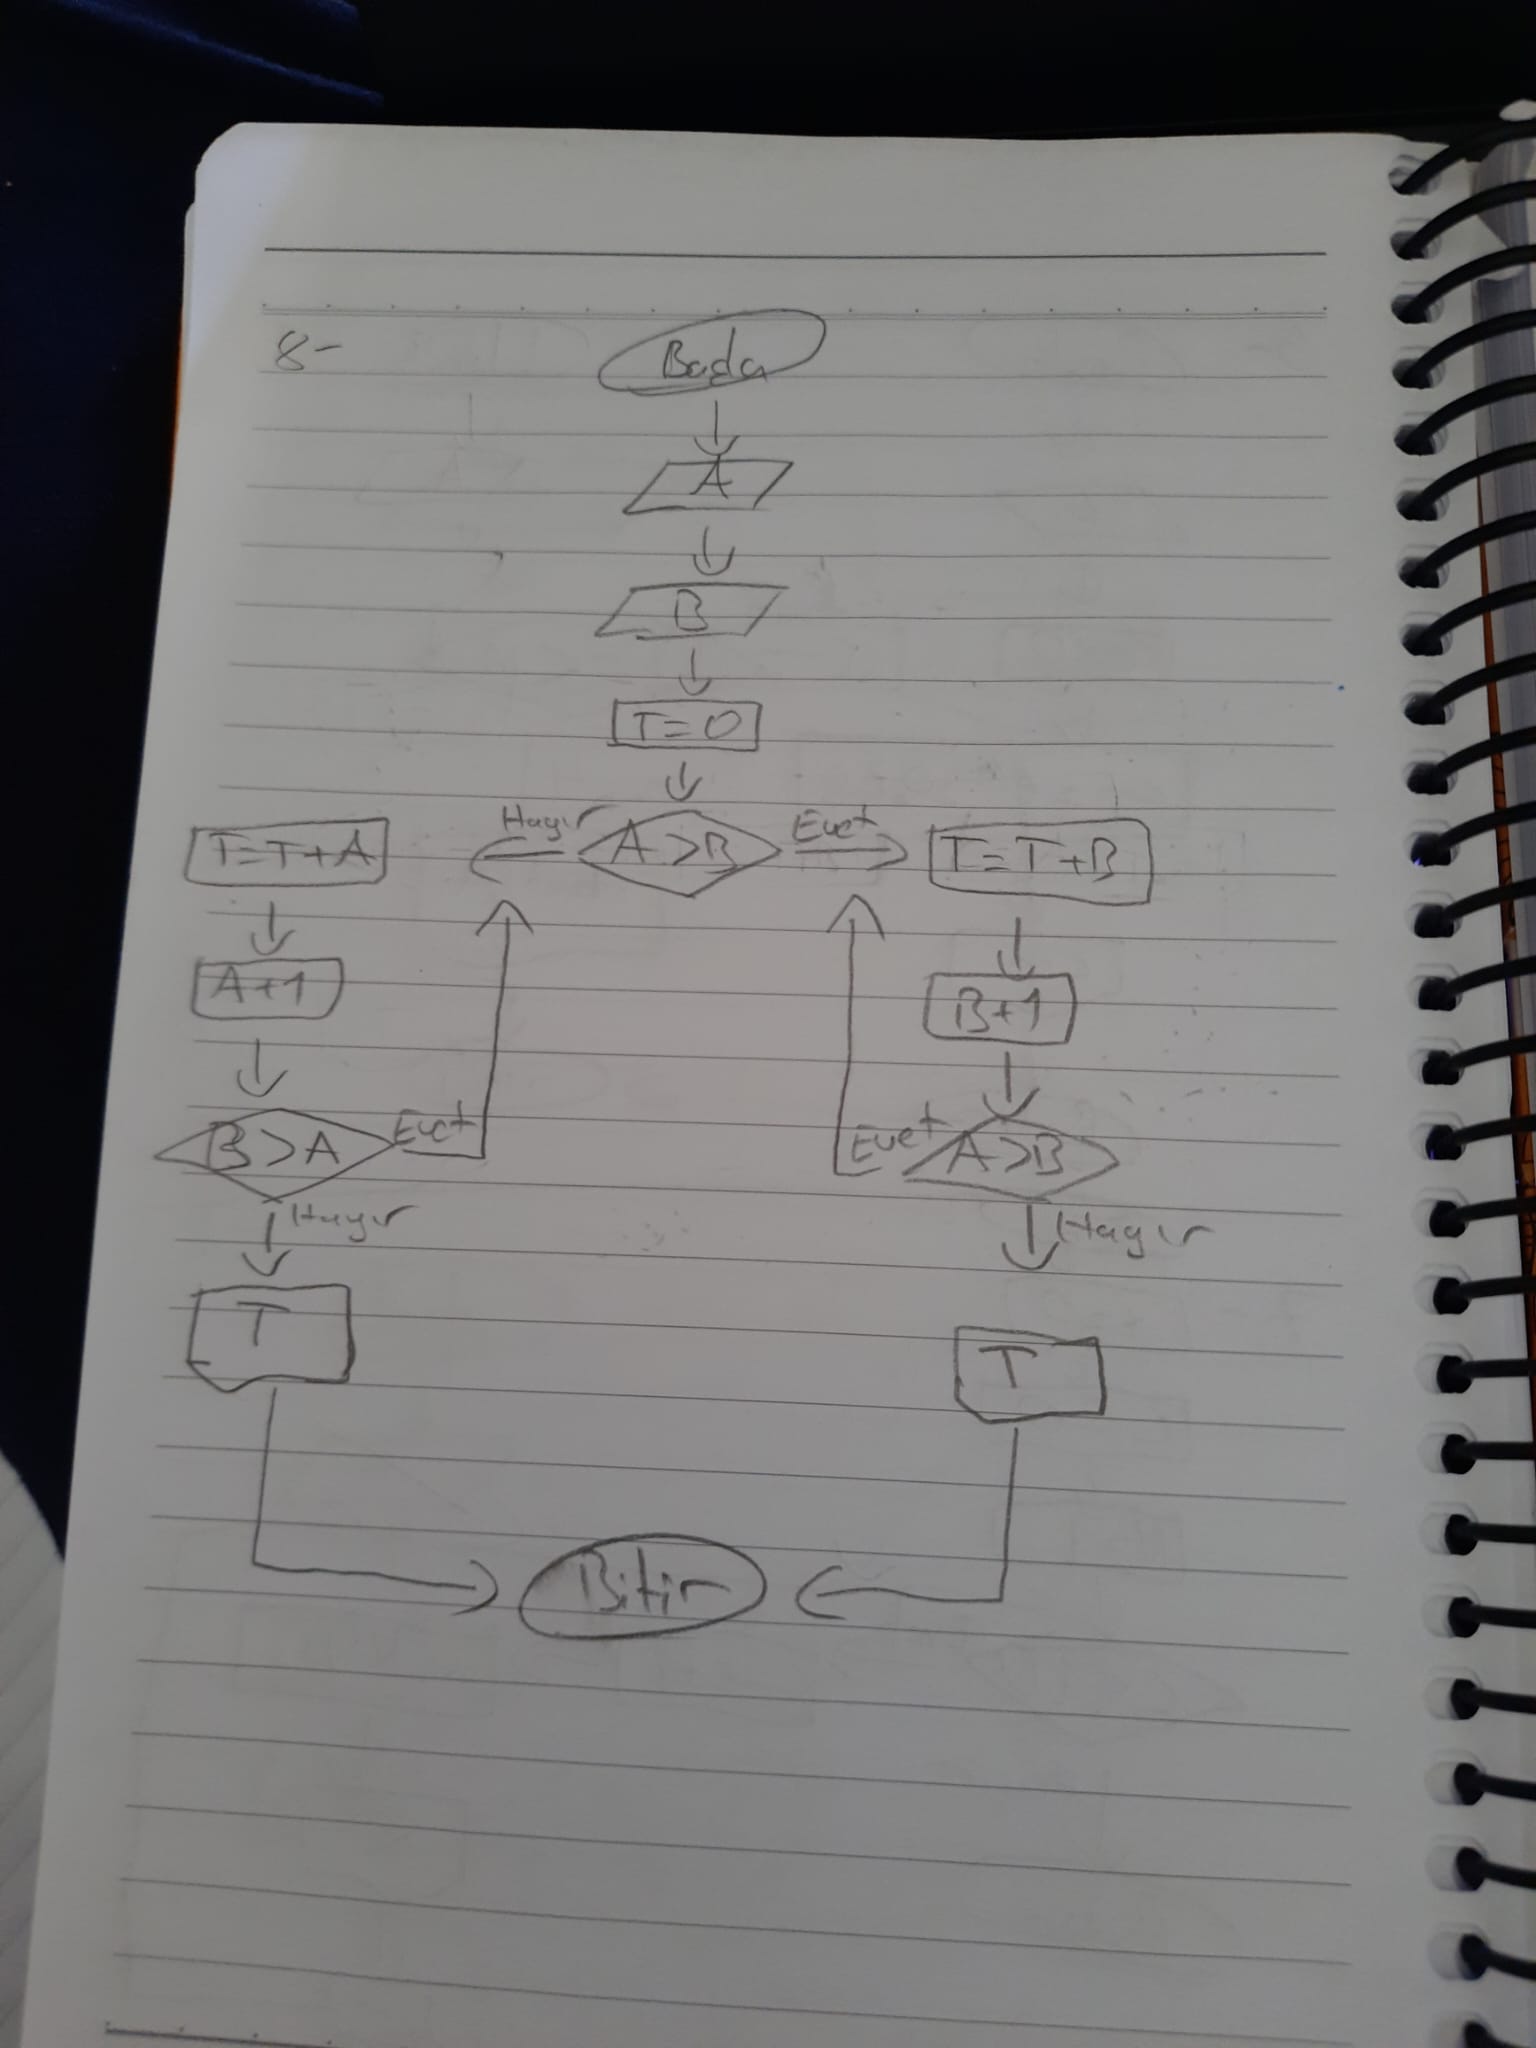 8-
Başla
A
B
T=0
T=T+A
Hayır
A>B
Evet
T=T+B
A+1
B+1
B>A
Evet
Evet
A>B
Hayır
Hayır
T
T
Bitir